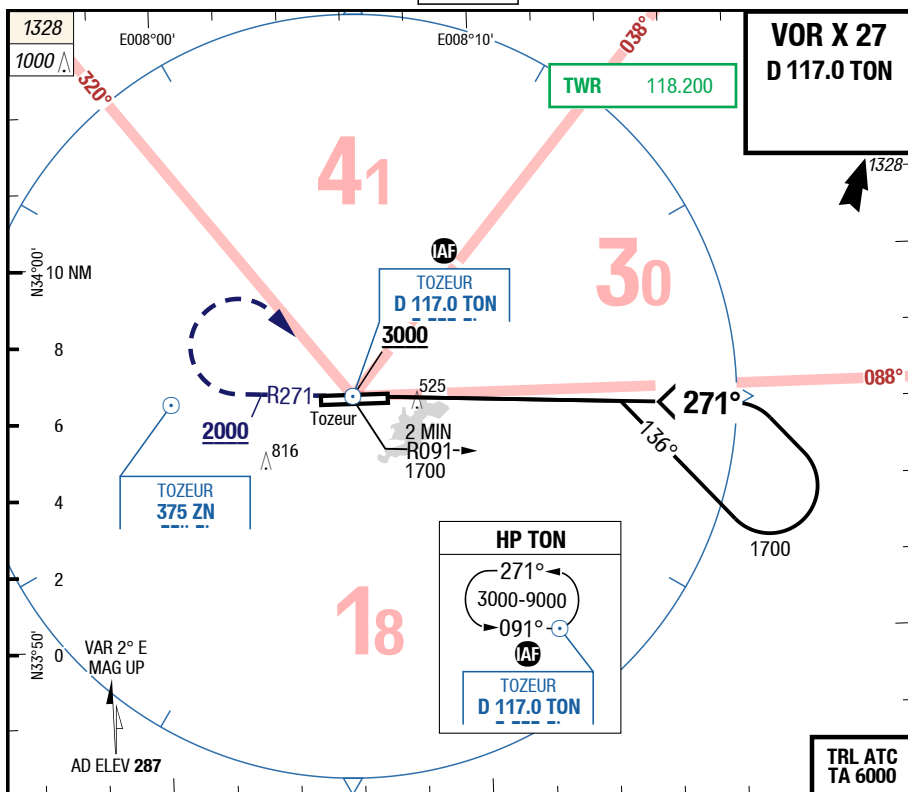 1328
1000
E008°00'
E008°10'
VOR X 27
D 117.0 TON
TWR 118.200
320°
038°
1328
41
30
IAF
TOZEUR
D 117.0 TON
3000
N34°00'
10 NM
8
6
4
2
0
N33°50'
088°
R271
Tozeur
525
271°
136°
2000
2 MIN
R091
1700
816
TOZEUR
375 ZN
1700
18
HP TON
271°
3000-9000
091°
IAF
TOZEUR
D 117.0 TON
VAR 2° E
MAG UP
AD ELEV 287
TRL ATC
TA 6000